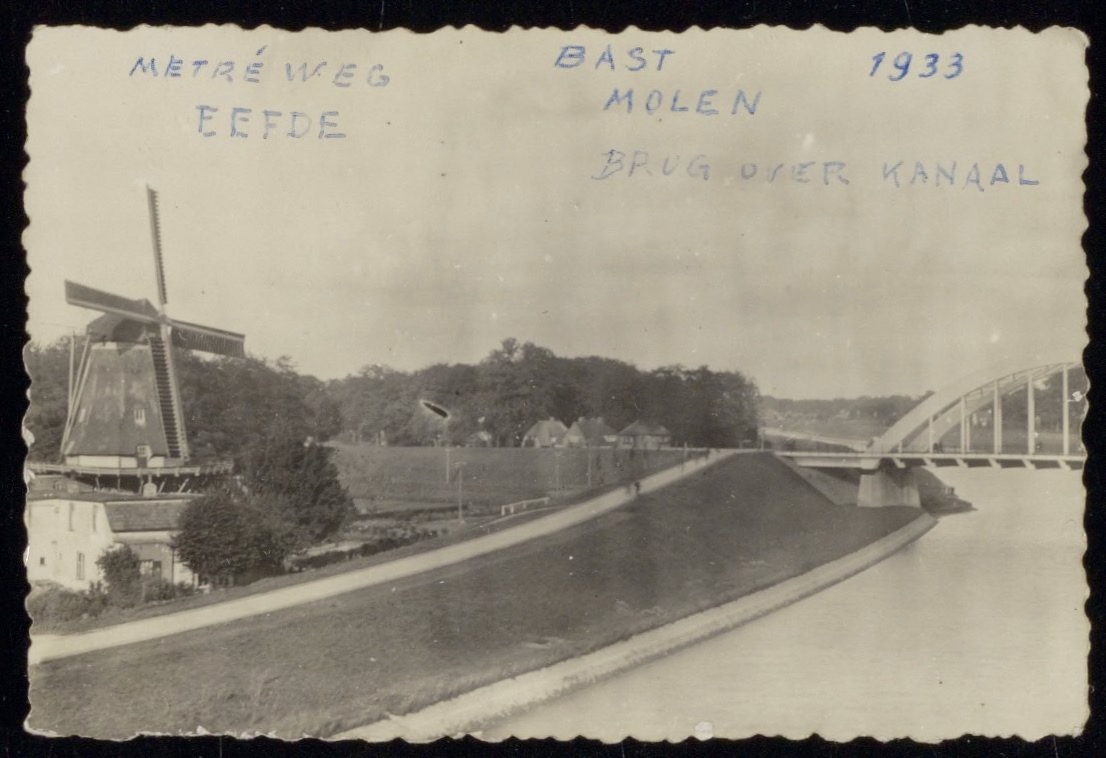 METRÉ WEG
EEFDE
BAST
MOLEN
1933
BRUG OVER KANAAL